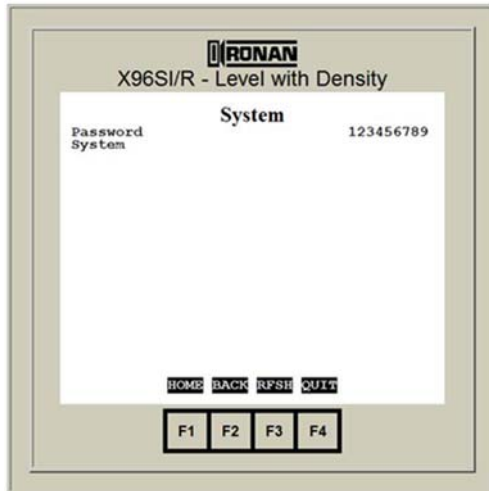 RONAN
X96SI/R - Level with Density
System
Password 123456789
System
HOME BACK RFSH QUIT
F1 F2 F3 F4